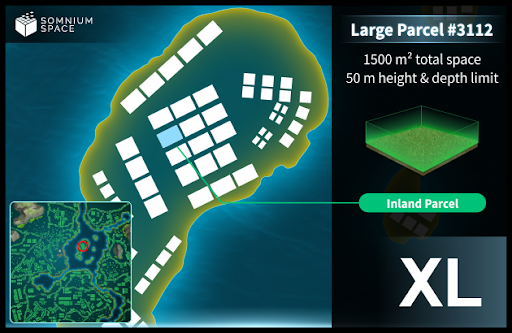 SOMNIUM
SPACE
Large Parcel #3112
1500 m² total space
50 m height & depth limit
Inland Parcel
XL